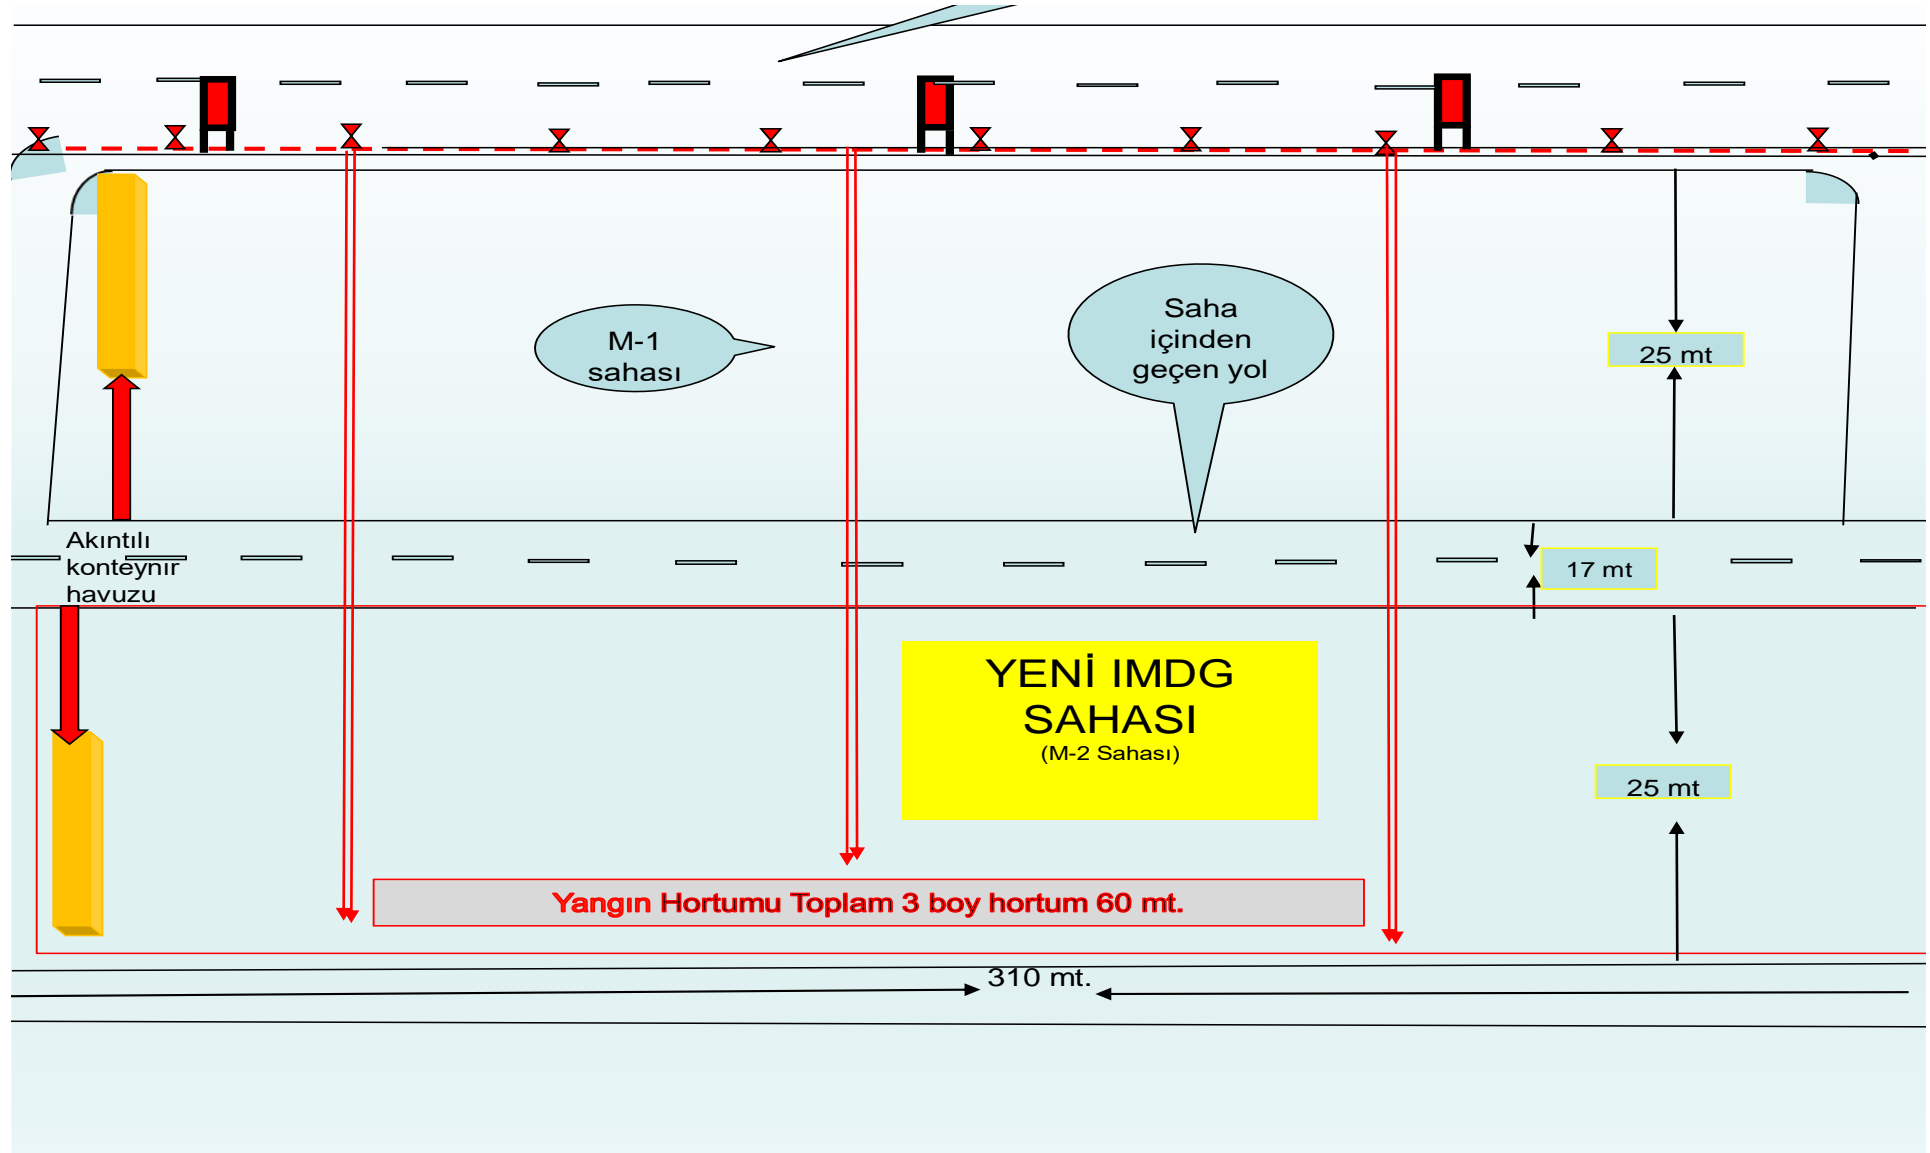 M-1
sahası
Saha
içinden
geçen yol
25 mt
Akıntılı
konteynır
havuzu
17 mt
YENİ IMDG
SAHASI
(M-2 Sahası)
25 mt
Yangın Hortumu Toplam 3 boy hortum 60 mt.
310 mt.